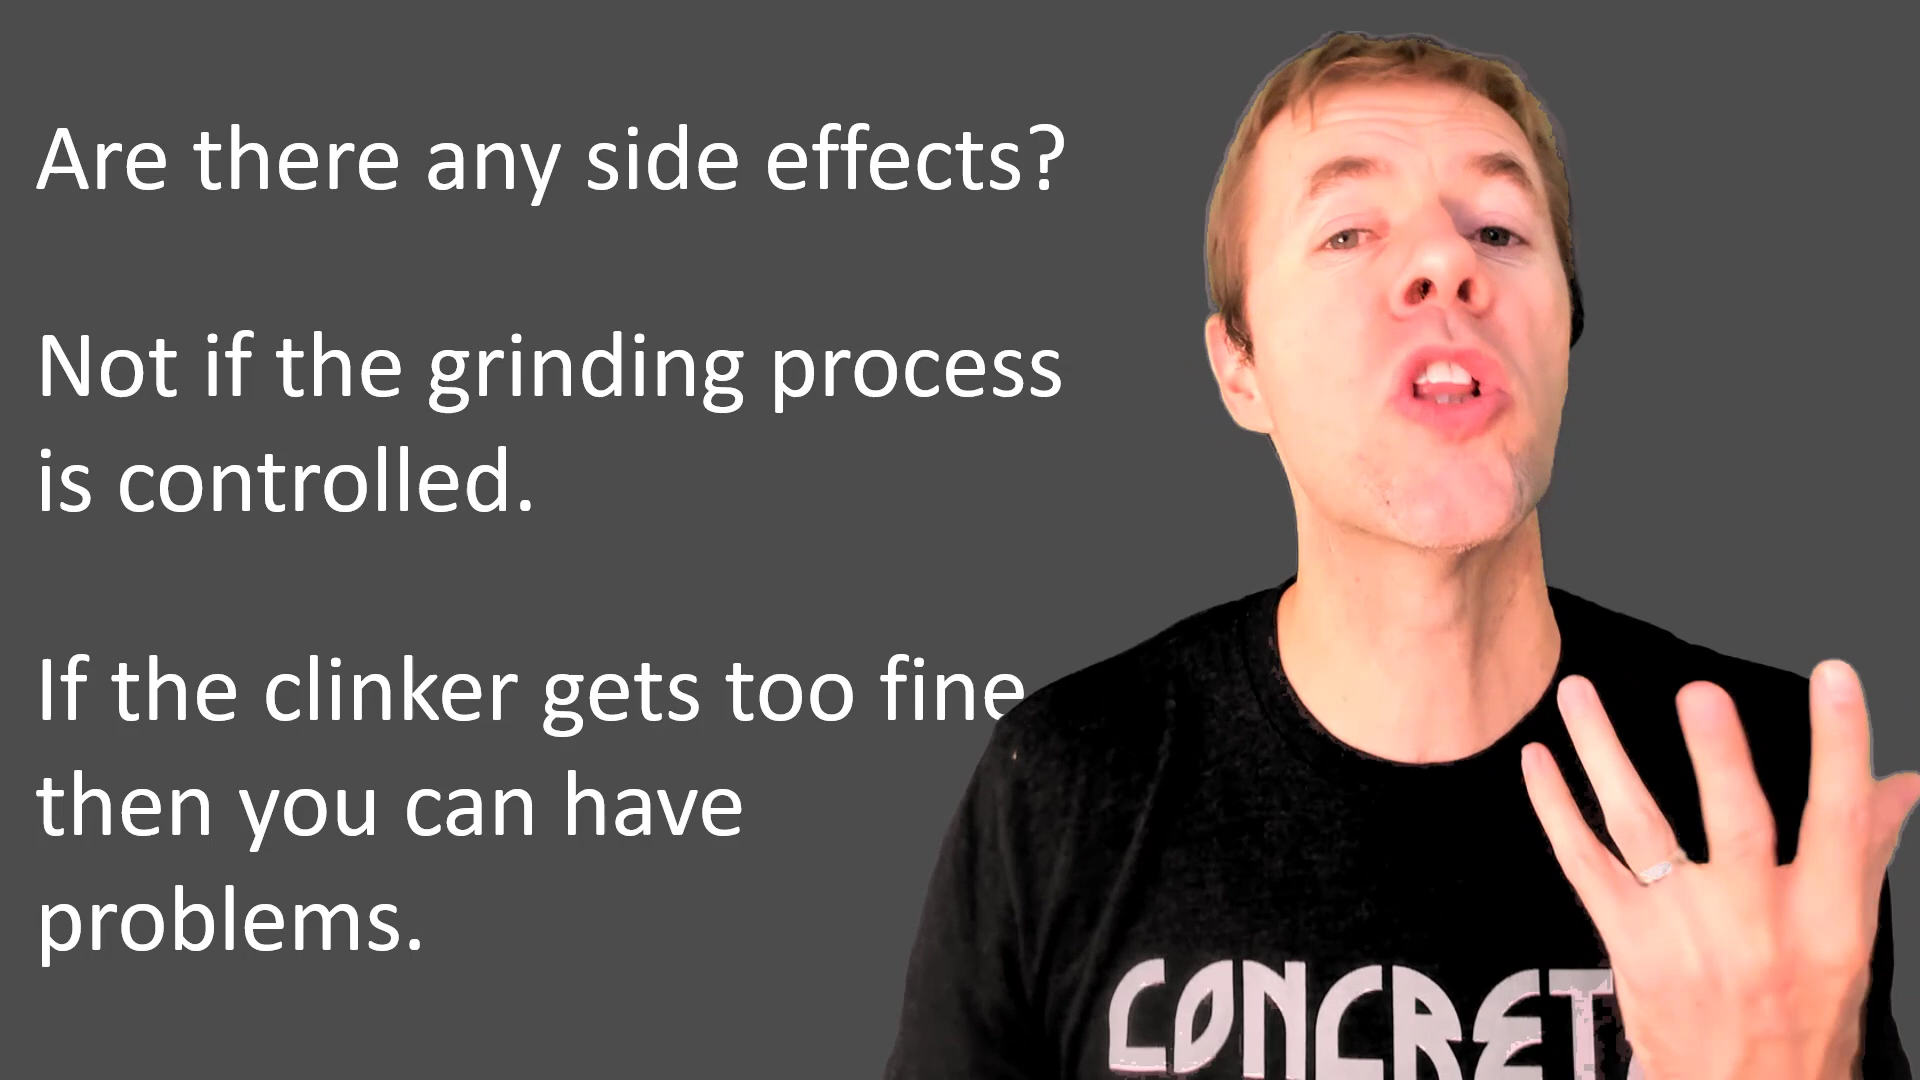 Are there any side effects?
Not if the grinding process
is controlled.
If the clinker gets too fine
then you can have
problems.
CONCRET